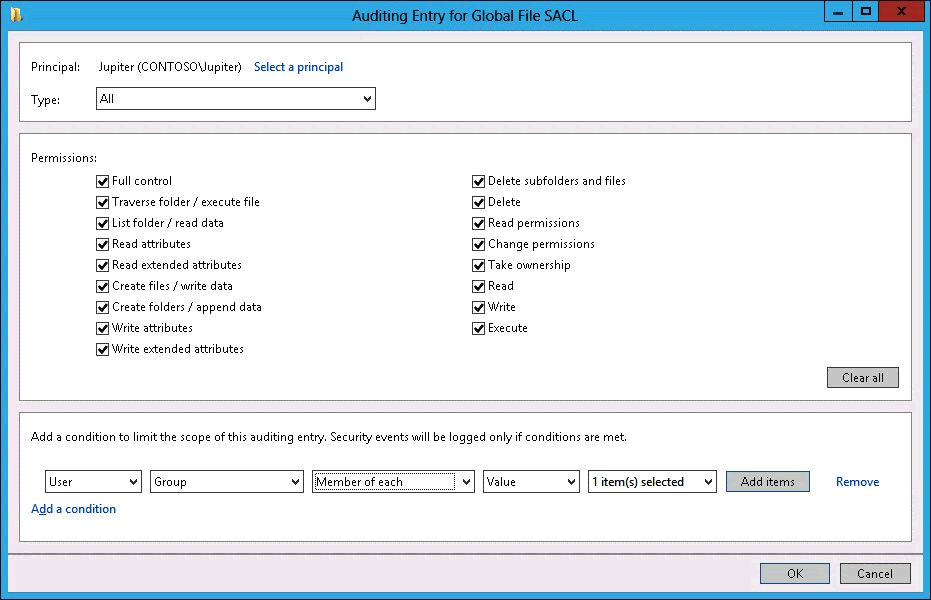 Auditing Entry for Global File SACL
Principal: Jupiter (CONTOSO\Jupiter) Select a principal
Type: All
Permissions:
Full control Delete subfolders and files
Traverse folder / execute file Delete
List folder / read data Read permissions
Read attributes Change permissions
Read extended attributes Take ownership
Create files / write data Read
Create folders / append data Write
Write attributes Execute
Write extended attributes
Clear all
Add a condition to limit the scope of this auditing entry. Security events will be logged only if conditions are met.
User Group Member of each Value 1 item(s) selected Add items Remove
Add a condition
OK Cancel